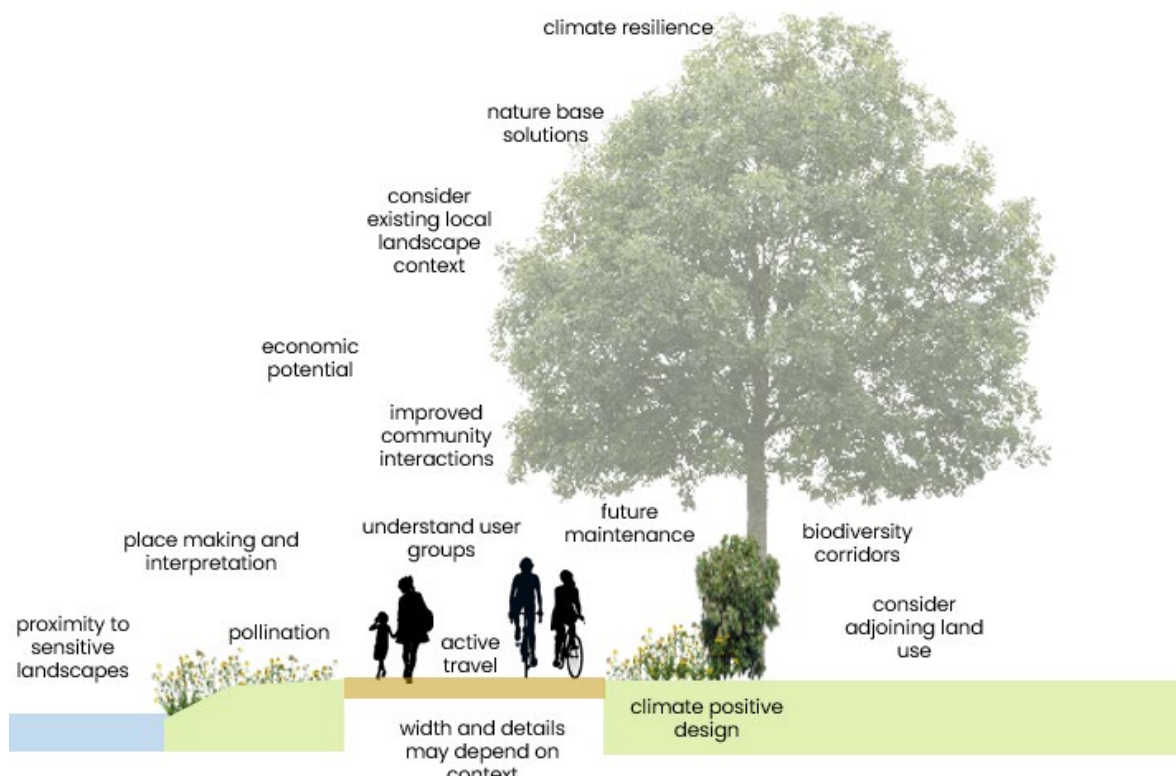 climate resilience
nature base
solutions
consider
existing local
landscape
context
economic
potential
improved
community
interactions
future
maintenance
understand user
groups
biodiversity
corridors
place making and
interpretation
consider
adjoining land
use
proximity to
sensitive
landscapes
pollination
active
travel
climate positive
design
width and details
may depend on
context